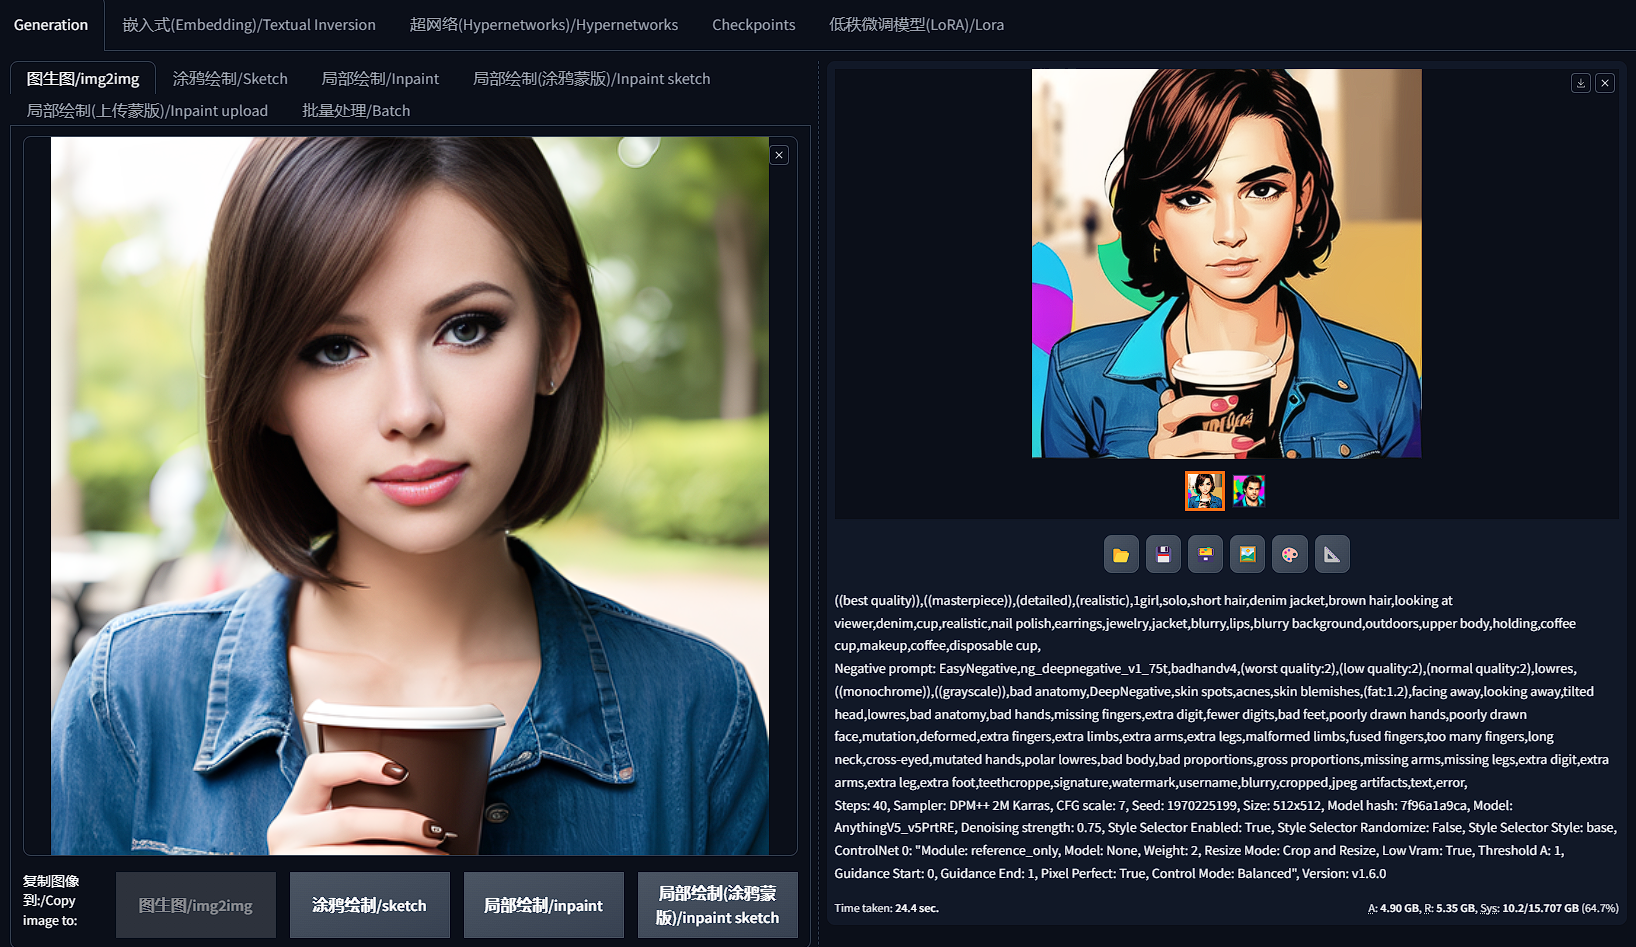 Generation
嵌入式(Embedding)/Textual Inversion
超网络(Hypernetworks)/Hypernetworks
Checkpoints
低秩微调模型(LoRA)/Lora
图生图/img2img
涂鸦绘制/Sketch
局部绘制/Inpaint
局部绘制(涂鸦蒙版)/Inpaint sketch
局部绘制(上传蒙版)/Inpaint upload
批量处理/Batch
复制图像
到:/Copy
image to:
图生图/img2img
涂鸦绘制/sketch
局部绘制/inpaint
局部绘制(涂鸦蒙
版)/inpaint sketch
((best quality)),((masterpiece)),(detailed),(realistic),1girl,solo,short hair,denim jacket,brown hair,looking at
viewer,denim,cup,realistic,nail polish,earrings,jewelry,jacket,blurry,lips,blurry background,outdoors,upper body,holding,coffee
cup,makeup,coffee,disposable cup,
Negative prompt: EasyNegative,ng_deepnegative_v1_75t,badhandv4,(worst quality:2),(low quality:2),(normal quality:2),lowres,
((monochrome)),((grayscale)),bad anatomy,DeepNegative,skin spots,acnes,skin blemishes,(fat:1.2),facing away,looking away,tilted
head,lowres,bad anatomy,bad hands,missing fingers,extra digit,fewer digits,bad feet,poorly drawn hands,poorly drawn
face,mutation,deformed,extra fingers,extra limbs,extra arms,extra legs,malformed limbs,fused fingers,too many fingers,long
neck,cross-eyed,mutated hands,polar lowres,bad body,bad proportions,gross proportions,missing arms,missing legs,extra digit,extra
arms,extra leg,extra foot,teethcroppe,signature,watermark,username,blurry,cropped,jpeg artifacts,text,error,
Steps: 40, Sampler: DPM++ 2M Karras, CFG scale: 7, Seed: 1970225199, Size: 512x512, Model hash: 7f96a1a9ca, Model:
AnythingV5_v5PrtRE, Denoising strength: 0.75, Style Selector Enabled: True, Style Selector Randomize: False, Style Selector Style: base,
ControlNet 0: "Module: reference_only, Model: None, Weight: 2, Resize Mode: Crop and Resize, Low Vram: True, Threshold A: 1,
Guidance Start: 0, Guidance End: 1, Pixel Perfect: True, Control Mode: Balanced", Version: v1.6.0
Time taken: 24.4 sec.
A: 4.90 GB, R: 5.35 GB, Sys: 10.2/15.707 GB (64.7%)